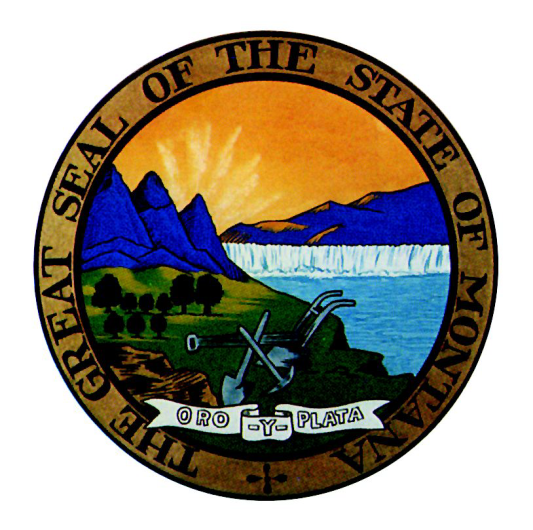 THE GREAT SEAL OF THE STATE OF MONTANA
ORO -Y- PLATA